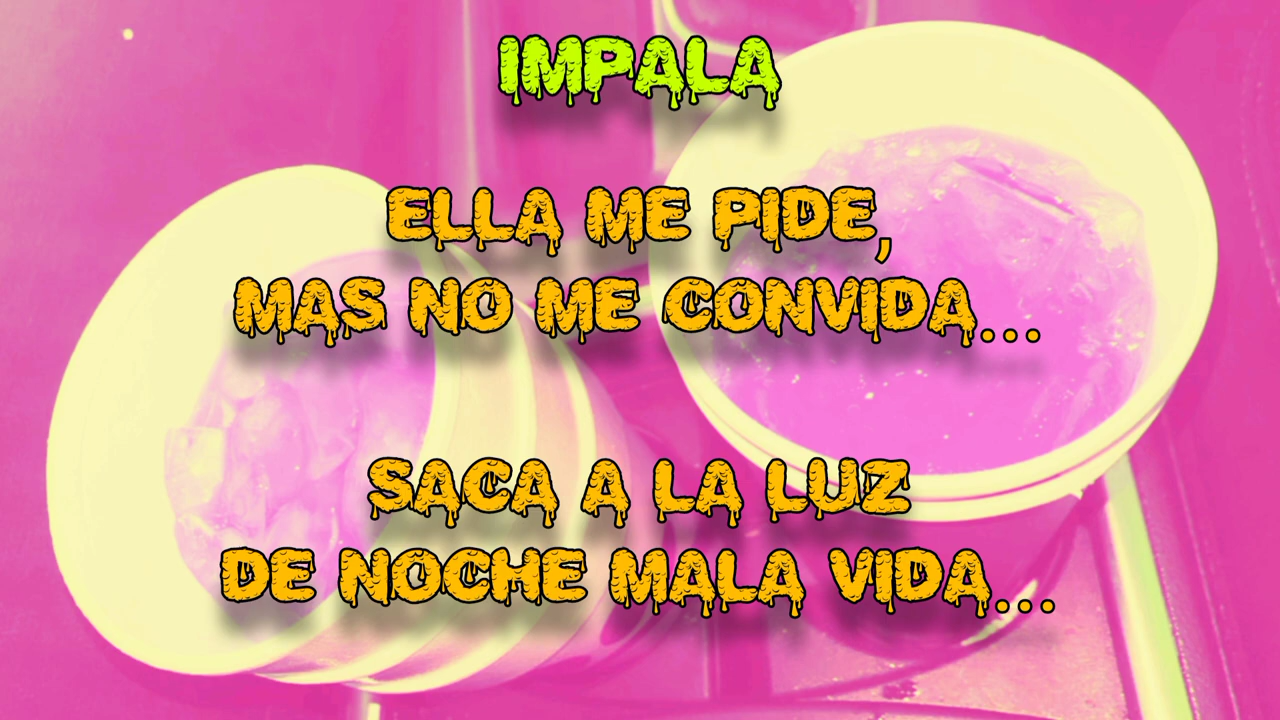 IMPALA
ELLA ME PIDE,
MAS NO ME CONVIDA...
SACA A LA LUZ
DE NOCHE MALA VIDA...